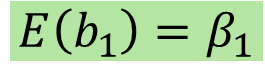 E(b₁) = β₁